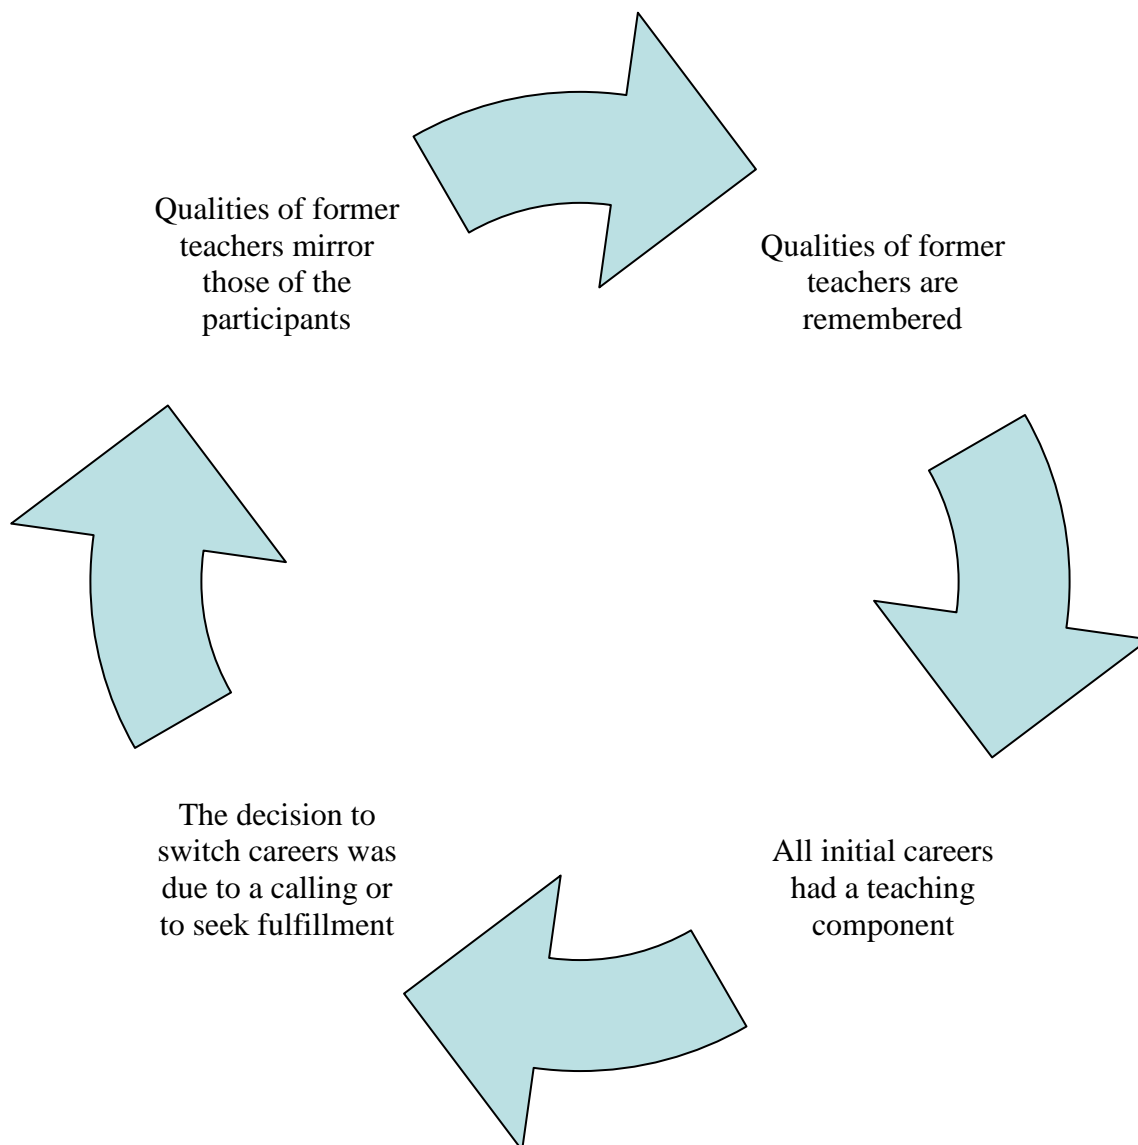 Qualities of former
teachers mirror
those of the
participants
Qualities of former
teachers are
remembered
The decision to
switch careers was
due to a calling or
to seek fulfillment
All initial careers
had a teaching
component